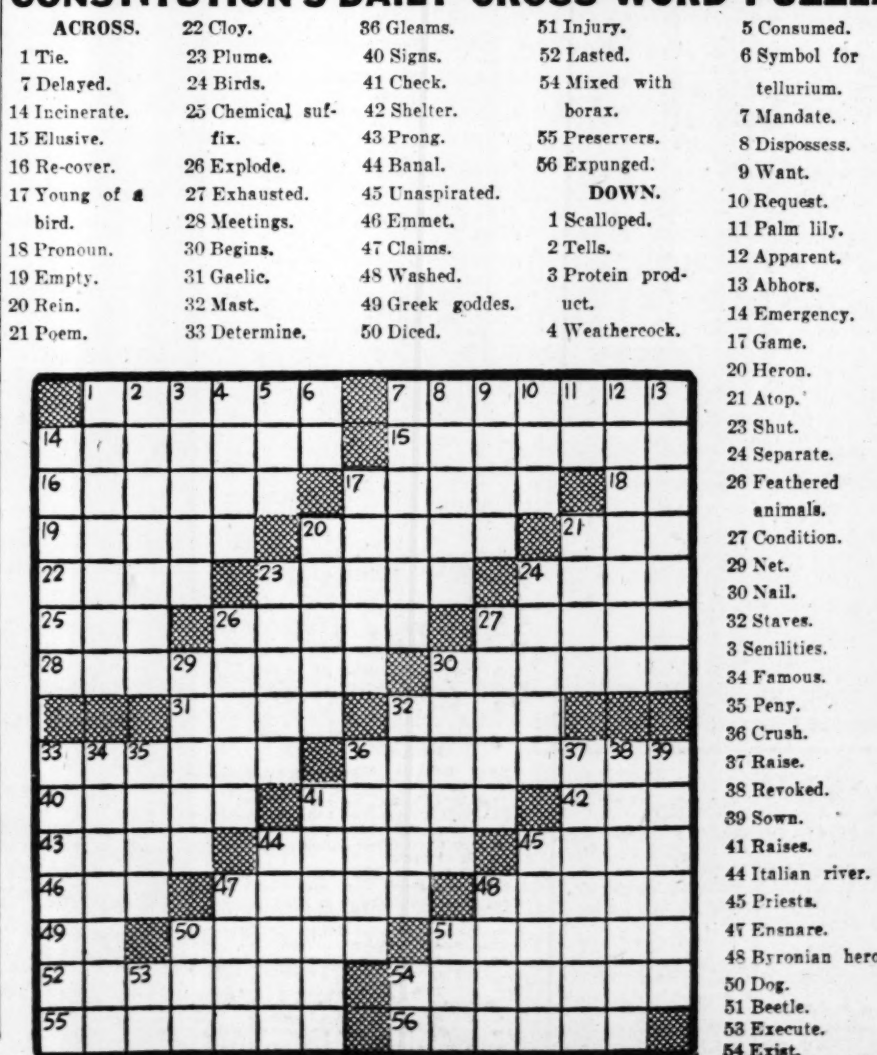 CONSTITUTION'S DAILY CROSS-WORD PUZZLE
ACROSS.
1 Tie.
7 Delayed.
14 Incinerate.
15 Elusive.
16 Re-cover.
17 Young of a
bird.
18 Pronoun.
19 Empty.
20 Rein.
21 Poem.
22 Cloy.
23 Plume.
24 Birds.
25 Chemical suf-
fix.
26 Explode.
27 Exhausted.
28 Meetings.
30 Begins.
31 Gaelic.
32 Mast.
33 Determine.
36 Gleams.
40 Signs.
41 Check.
42 Shelter.
43 Prong.
44 Banal.
45 Unaspirated.
46 Emmet.
47 Claims.
48 Washed.
49 Greek goddes.
50 Diced.
51 Injury.
52 Lasted.
54 Mixed with
borax.
55 Preservers.
56 Expunged.
DOWN.
1 Scalloped.
2 Tells.
3 Protein prod-
uct.
4 Weathercock.
5 Consumed.
6 Symbol for
tellurium.
7 Mandate.
8 Dispossess.
9 Want.
10 Request.
11 Palm lily.
12 Apparent.
13 Abhors.
14 Emergency.
17 Game.
20 Heron.
21 Atop.
23 Shut.
24 Separate.
26 Feathered
animals.
27 Condition.
29 Net.
30 Nail.
32 Staves.
3 Senilities.
34 Famous.
35 Peny.
36 Crush.
37 Raise.
38 Revoked.
39 Sown.
41 Raises.
44 Italian river.
45 Priests.
47 Ensnare.
48 Byronian hero
50 Dog.
51 Beetle.
53 Execute.
54 Exist.
1 2 3 4 5 6 7 8 9 10 11 12 13
14 15
16 17 18
19 20 21
22 23 24
25 26 27
28 29 30
31 32
33 34 35 36 37 38 39
40 41 42
43 44 45
46 47 48
49 50 51
52 53 54
55 56